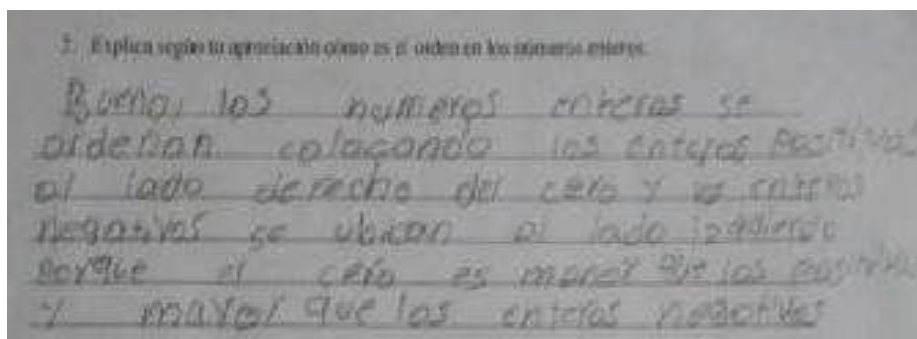 2. Explica según tu apreciación cómo es el orden en los números enteros.
Bueno, los numeros enteros se
ordenan colocando los enteros positivos
al lado derecho del cero y los enteros
negativos se ubican al lado izquierdo
porque el cero es menor que los positivos
y mayor que los enteros negativos